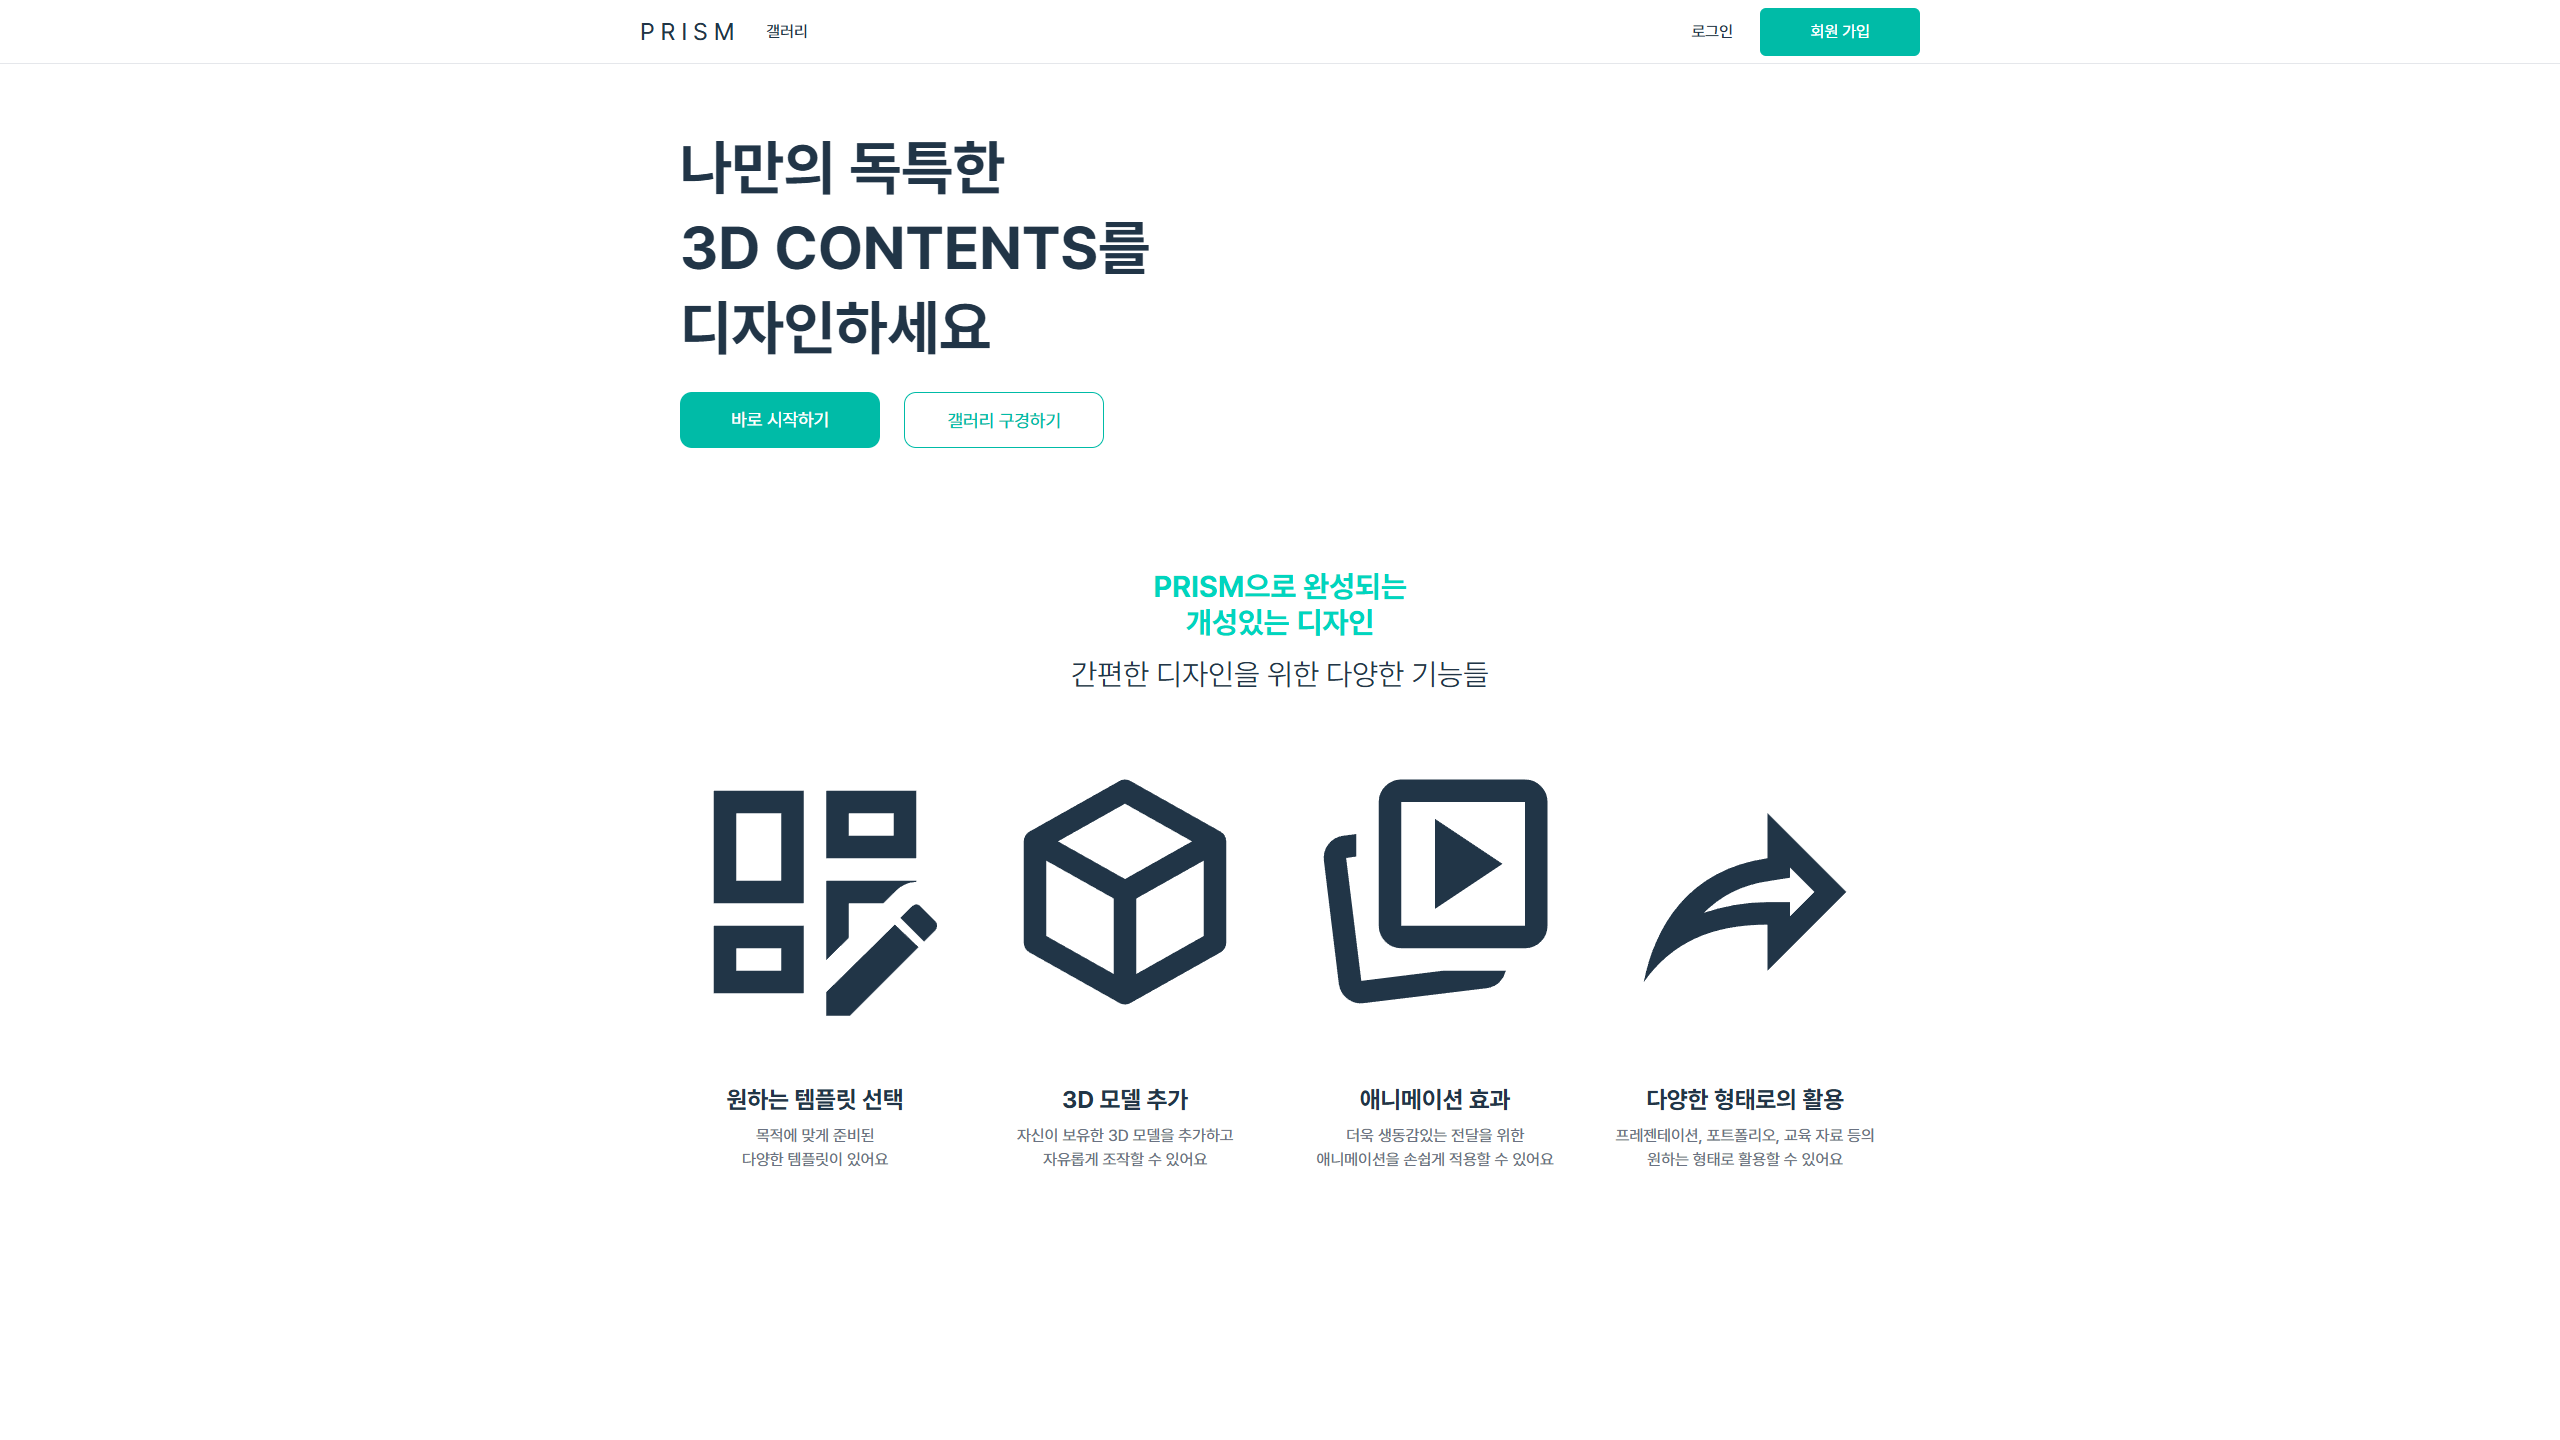 PRISM
갤러리
로그인
회원 가입
나만의 독특한
3D CONTENTS를
디자인하세요
바로 시작하기
갤러리 구경하기
PRISM으로 완성되는
개성있는 디자인
간편한 디자인을 위한 다양한 기능들
원하는 템플릿 선택
목적에 맞게 준비된
다양한 템플릿이 있어요
3D 모델 추가
자신이 보유한 3D 모델을 추가하고
자유롭게 조작할 수 있어요
애니메이션 효과
더욱 생동감있는 전달을 위한
애니메이션을 손쉽게 적용할 수 있어요
다양한 형태로의 활용
프레젠테이션, 포트폴리오, 교육 자료 등의
원하는 형태로 활용할 수 있어요